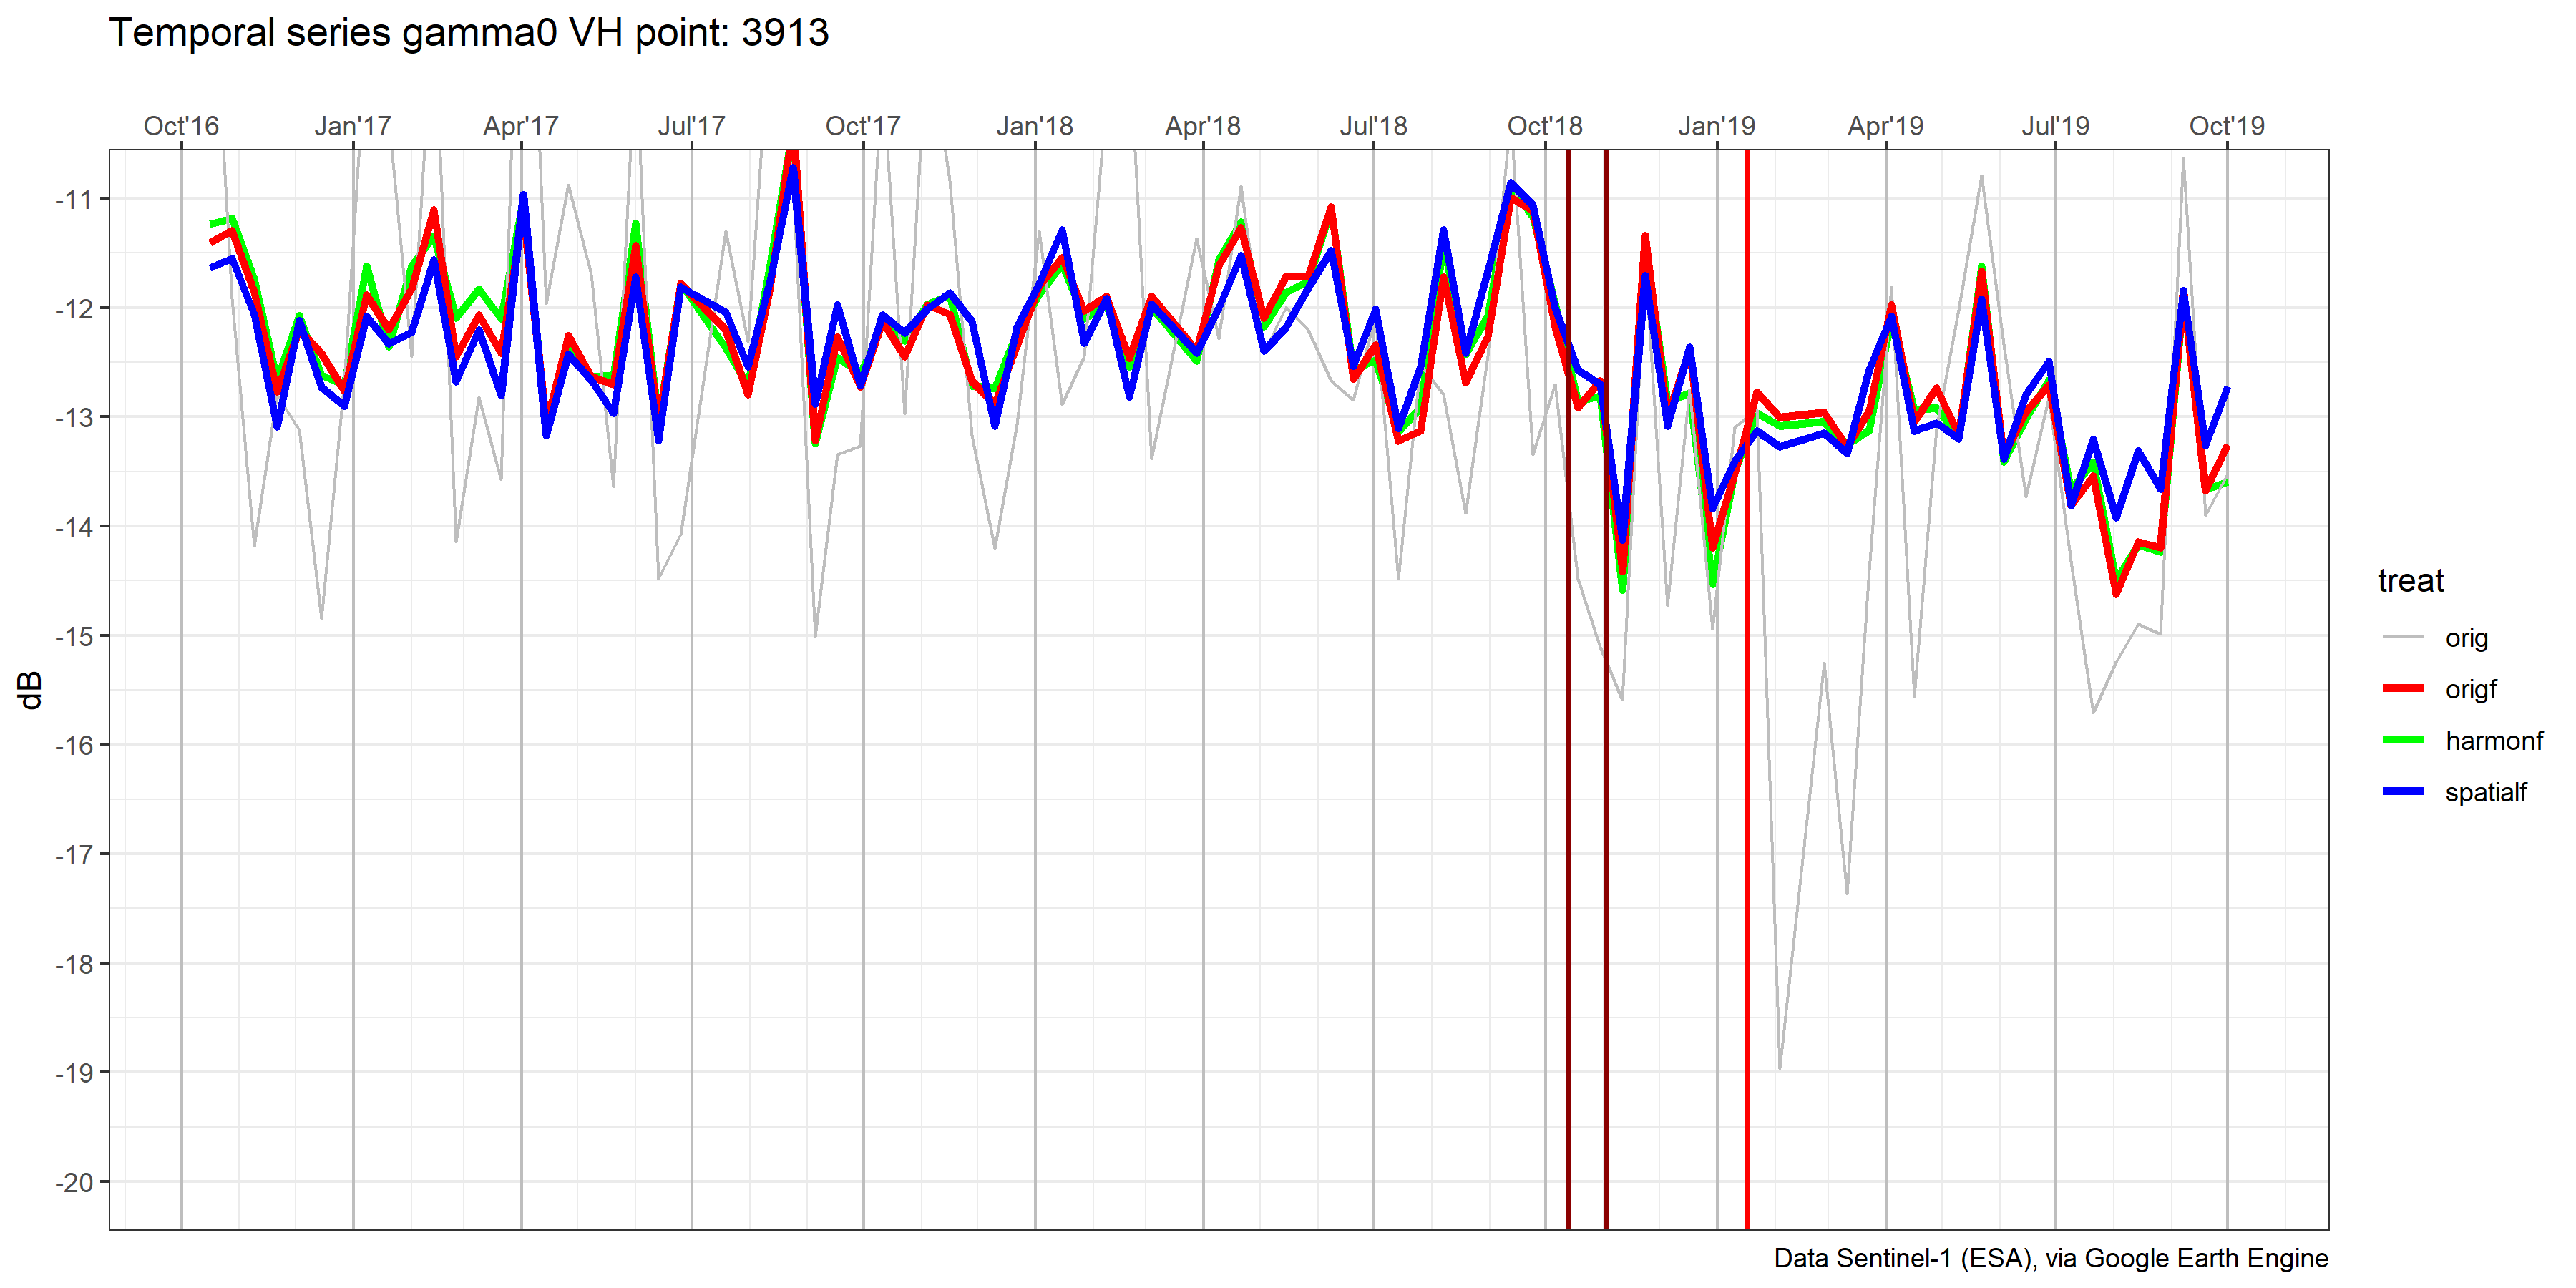 Temporal series gamma0 VH point: 3913
Oct'16 Jan'17 Apr'17 Jul'17 Oct'17 Jan'18 Apr'18 Jul'18 Oct'18 Jan'19 Apr'19 Jul'19 Oct'19
-11
-12
-13
-14
-15
-16
-17
-18
-19
-20
dB
treat
orig
origf
harmonf
spatialf
Data Sentinel-1 (ESA), via Google Earth Engine